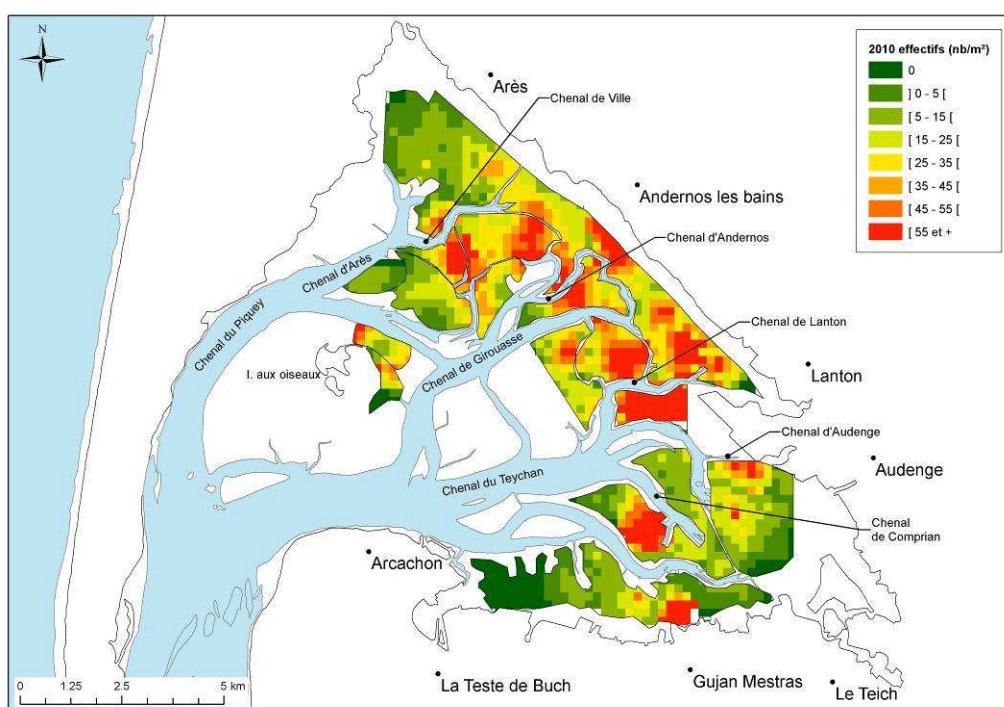 N
2010 effectifs (nb/m²)
0
] 0 - 5 [
[ 5 - 15 [
[ 15 - 25 [
[ 25 - 35 [
[ 35 - 45 [
[ 45 - 55 [
[ 55 et +
Arès
Chenal de Ville
Andernos les bains
Chenal d'Andernos
Chenal d'Arès
Chenal du Piquey
Chenal de Girouasse
Chenal de Lanton
I. aux oiseaux
Lanton
Chenal d'Audenge
Audenge
Chenal du Teychan
Chenal
de Comprian
Arcachon
La Teste de Buch
Gujan Mestras
Le Teich
0 1.25 2.5 5 km